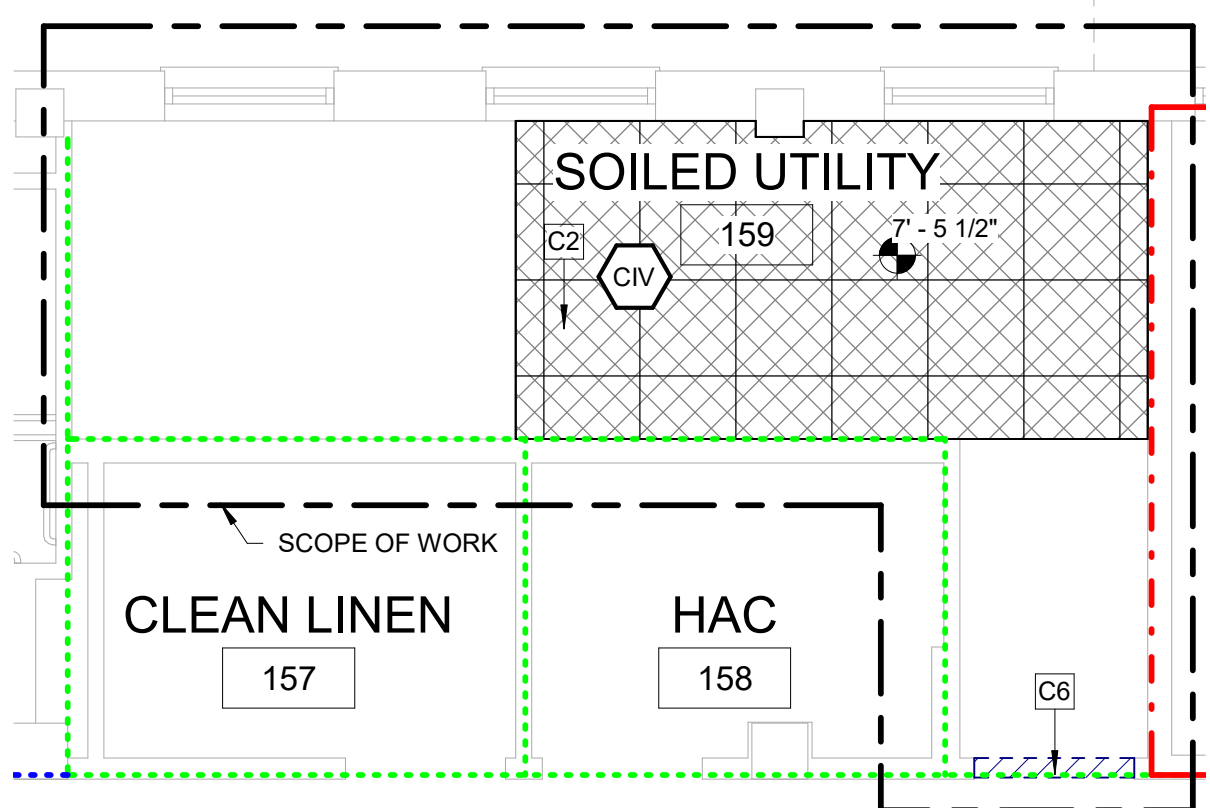 SOILED UTILITY
159
7' - 5 1/2"
C2
CIV
SCOPE OF WORK
CLEAN LINEN
HAC
157
158
C6